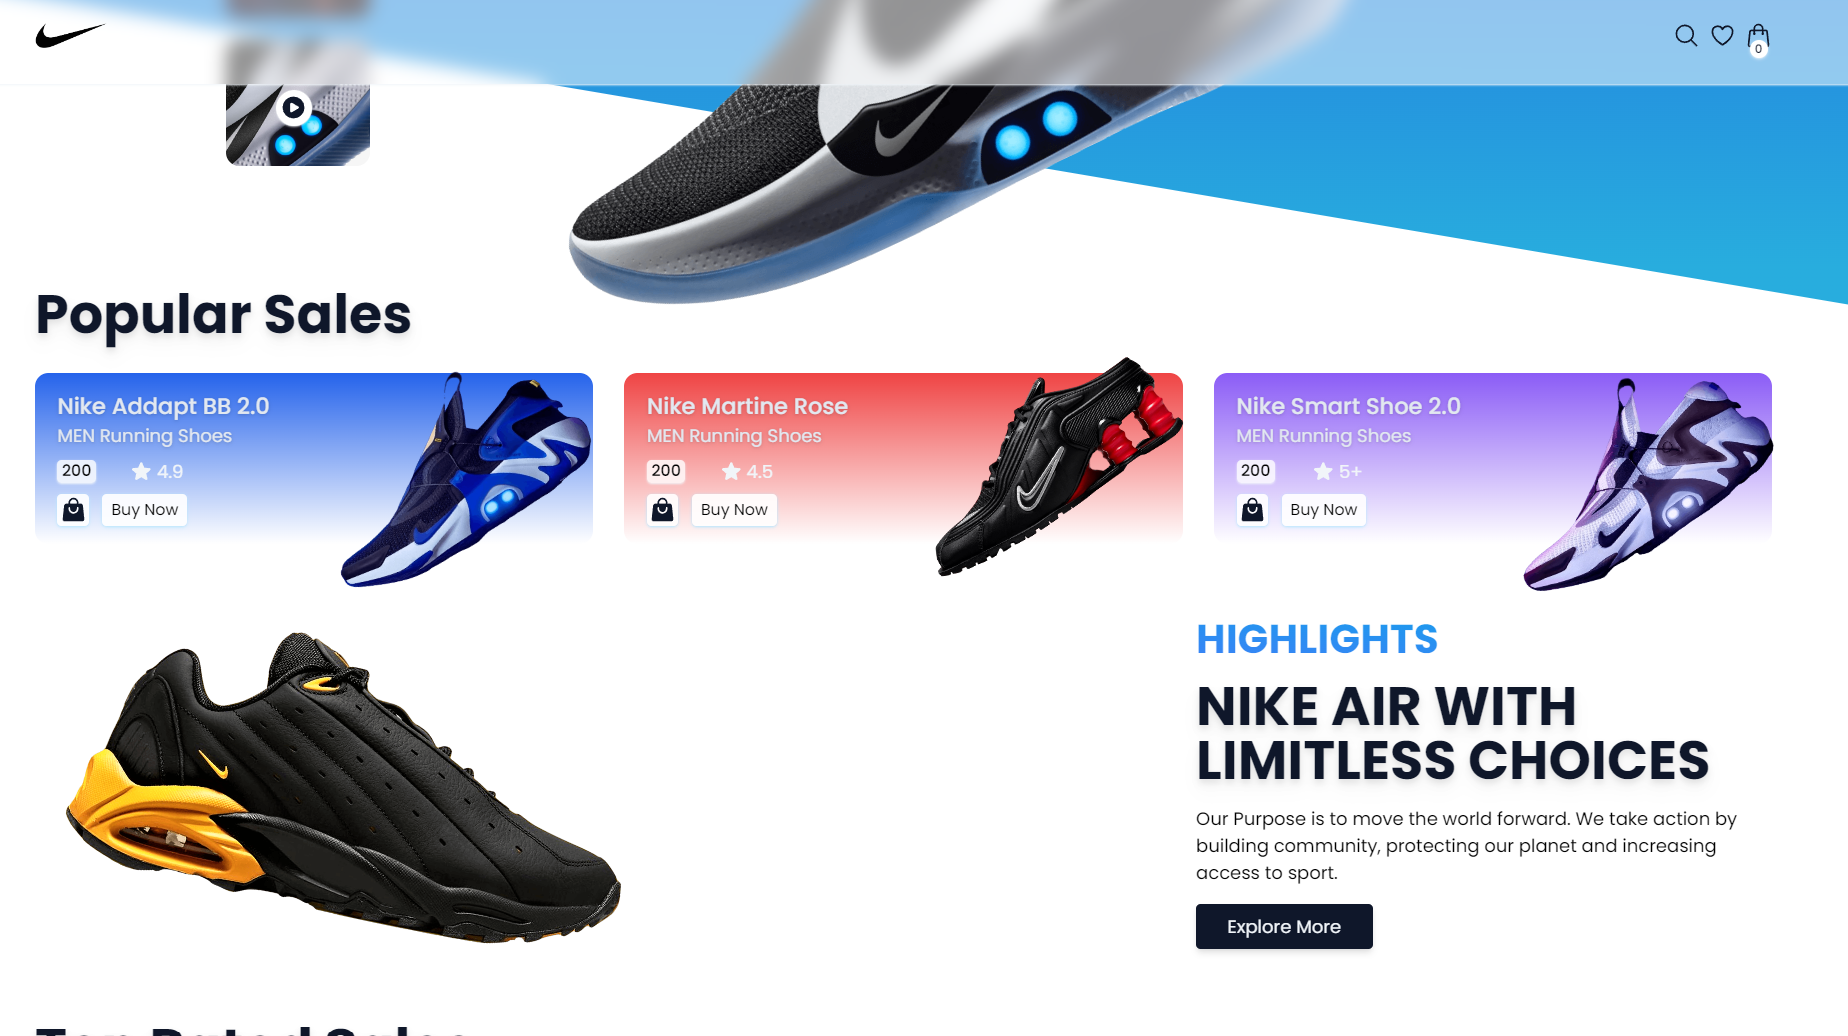 0
Popular Sales
Nike Addapt BB 2.0
MEN Running Shoes
200 4.9
Buy Now
Nike Martine Rose
MEN Running Shoes
200 4.5
Buy Now
Nike Smart Shoe 2.0
MEN Running Shoes
200 5+
Buy Now
HIGHLIGHTS
NIKE AIR WITH
LIMITLESS CHOICES
Our Purpose is to move the world forward. We take action by
building community, protecting our planet and increasing
access to sport.
Explore More
Top Rated Sales